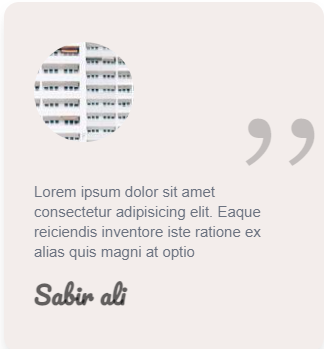 ”
Lorem ipsum dolor sit amet
consectetur adipisicing elit. Eaque
reiciendis inventore iste ratione ex
alias quis magni at optio
Sabir ali